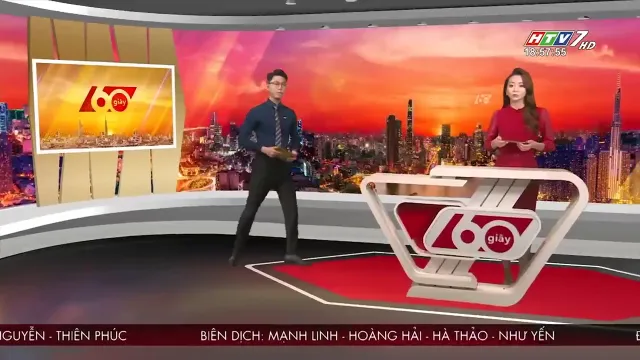 HTV7 HD
18:57:55
60 giây
60 giây
NGUYỄN - THIÊN PHÚC BIÊN DỊCH: MẠNH LINH - HOÀNG HẢI - HÀ THẢO - NHƯ YẾN